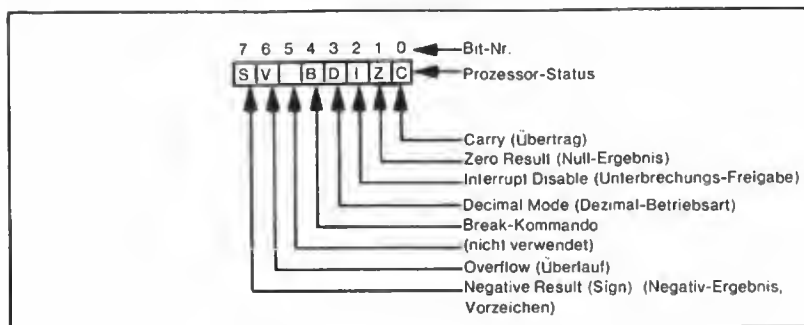 7 6 5 4 3 2 1 0 Bit-Nr.
S V B D I Z C Prozessor-Status
Carry (Übertrag)
Zero Result (Null-Ergebnis)
Interrupt Disable (Unterbrechungs-Freigabe)
Decimal Mode (Dezimal-Betriebsart)
Break-Kommando
(nicht verwendet)
Overflow (Überlauf)
Negative Result (Sign) (Negativ-Ergebnis,
Vorzeichen)